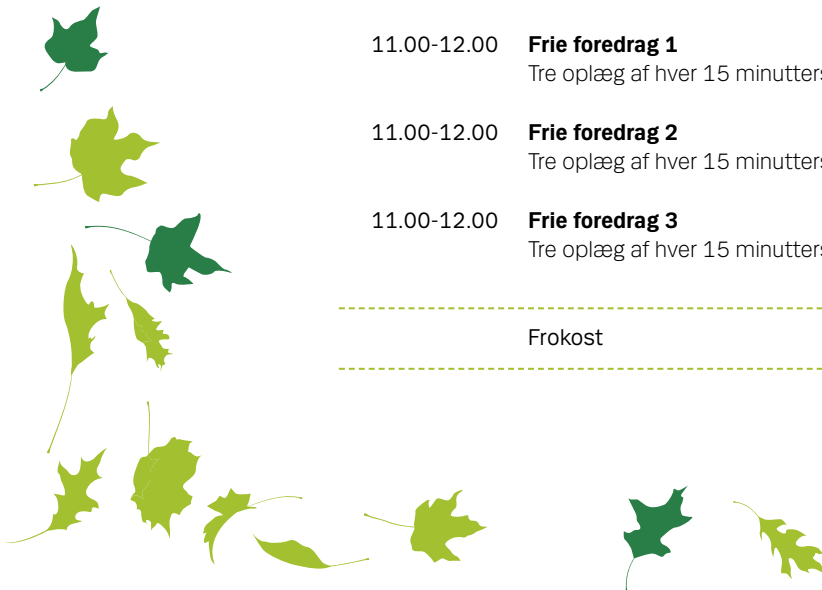 11.00-12.00 Frie foredrag 1
Tre oplæg af hver 15 minutters
11.00-12.00 Frie foredrag 2
Tre oplæg af hver 15 minutters
11.00-12.00 Frie foredrag 3
Tre oplæg af hver 15 minutters
Frokost